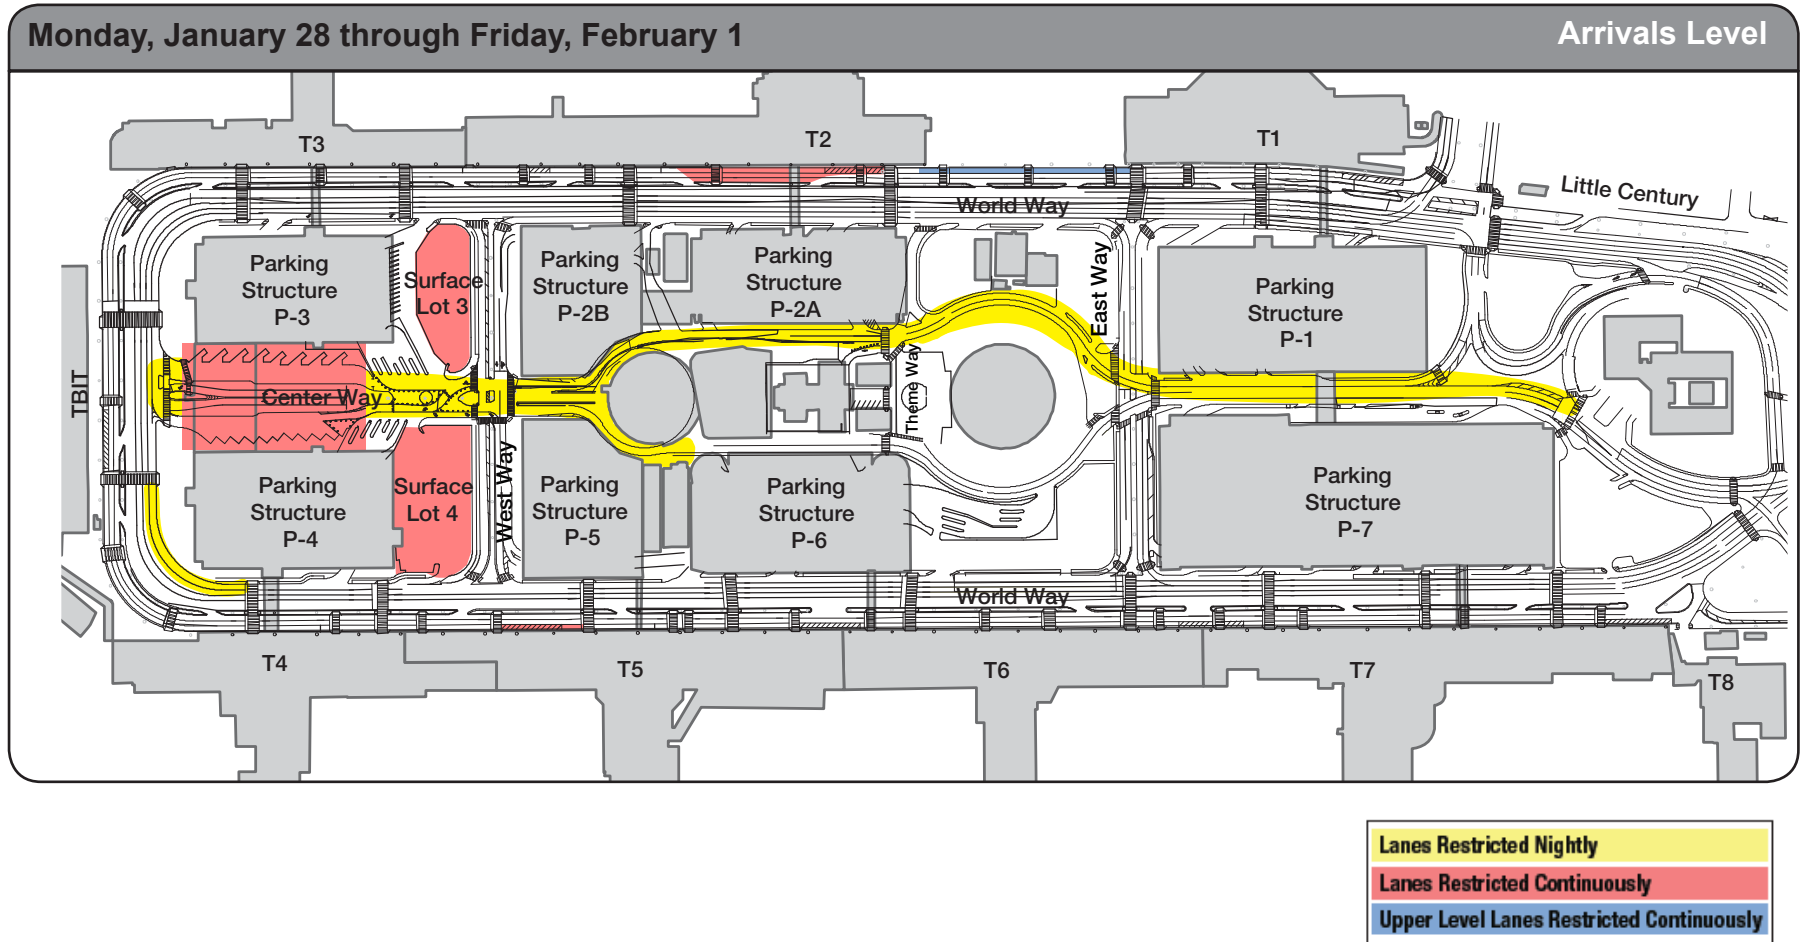 Monday, January 28 through Friday, February 1
Arrivals Level
T3
T2
T1
Little Century
World Way
Parking
Structure
P-3
Surface
Lot 3
Parking
Structure
P-2B
Parking
Structure
P-2A
East Way
Parking
Structure
P-1
TBIT
Center Way
Theme Way
West Way
Parking
Structure
P-4
Surface
Lot 4
Parking
Structure
P-5
Parking
Structure
P-6
Parking
Structure
P-7
World Way
T4
T5
T6
T7
T8
Lanes Restricted Nightly
Lanes Restricted Continuously
Upper Level Lanes Restricted Continuously